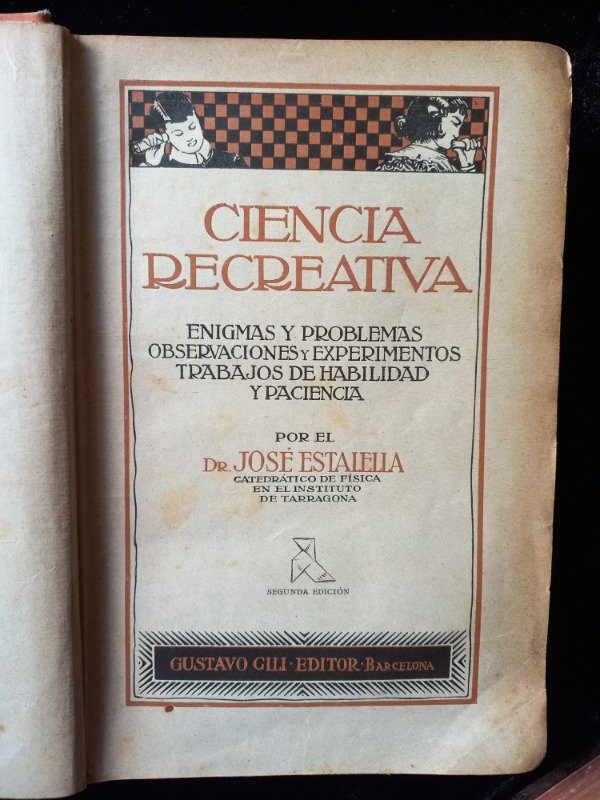 CIENCIA
RECREATIVA
ENIGMAS Y PROBLEMAS
OBSERVACIONES Y EXPERIMENTOS
TRABAJOS DE HABILIDAD
Y PACIENCIA
POR EL
DR. JOSÉ ESTALELLA
CATEDRÁTICO DE FÍSICA
EN EL INSTITUTO
DE TARRAGONA
SEGUNDA EDICIÓN
GUSTAVO GILI · EDITOR · BARCELONA